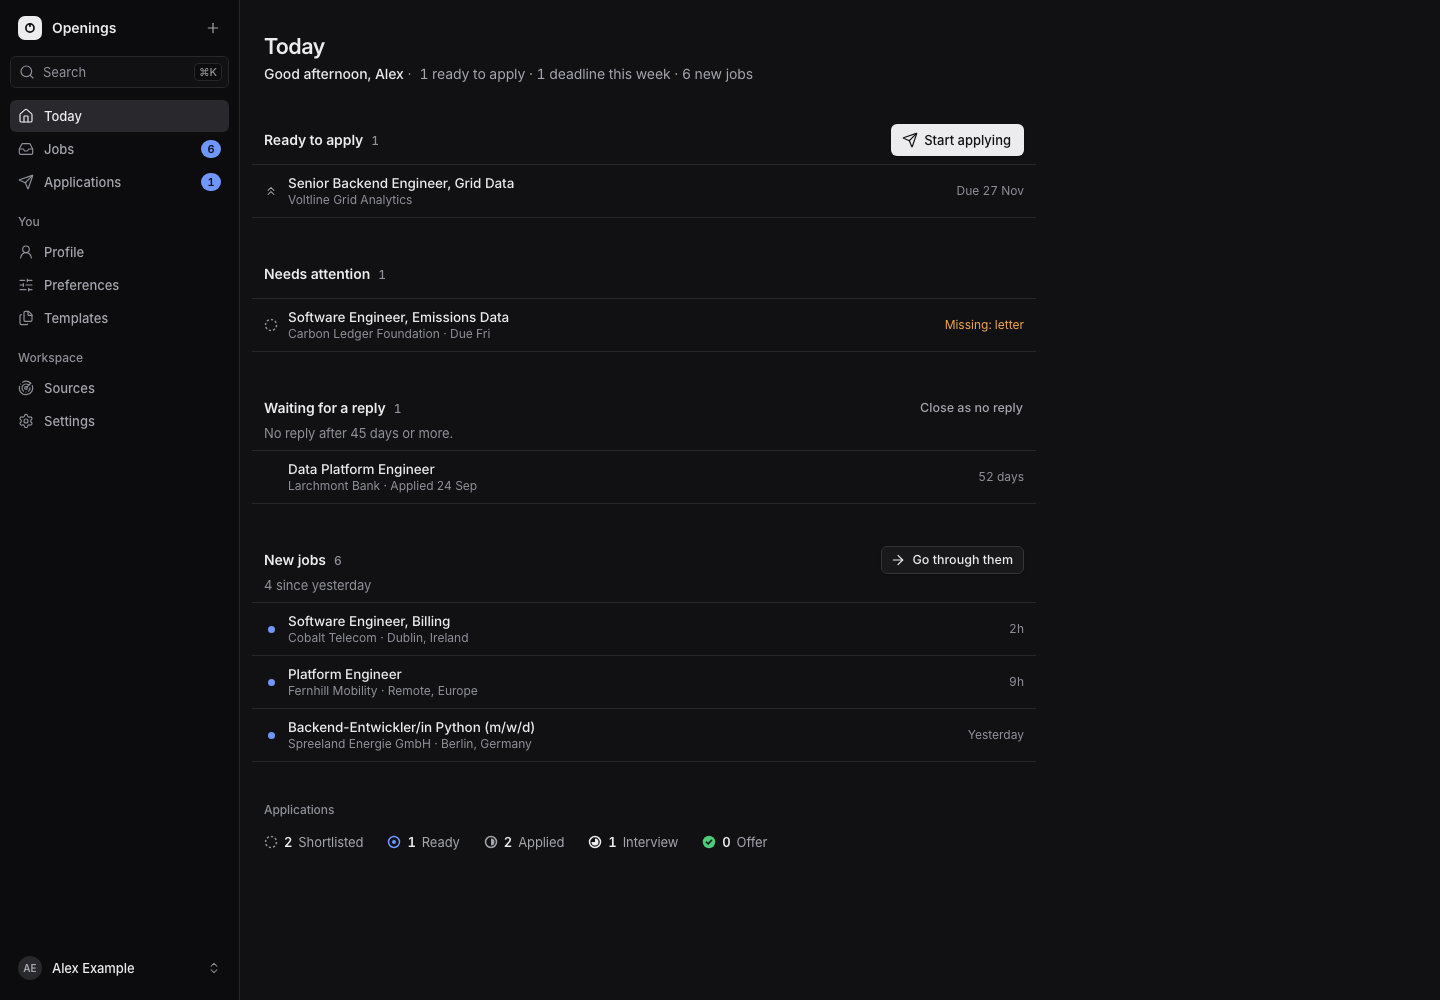 Openings
Search
⌘K
Today
Jobs
6
Applications
1
You
Profile
Preferences
Templates
Workspace
Sources
Settings
AE
Alex Example
Today
Good afternoon, Alex · 1 ready to apply · 1 deadline this week · 6 new jobs
Ready to apply 1
Start applying
Senior Backend Engineer, Grid Data
Voltline Grid Analytics
Due 27 Nov
Needs attention 1
Software Engineer, Emissions Data
Carbon Ledger Foundation · Due Fri
Missing: letter
Waiting for a reply 1
Close as no reply
No reply after 45 days or more.
Data Platform Engineer
Larchmont Bank · Applied 24 Sep
52 days
New jobs 6
Go through them
4 since yesterday
Software Engineer, Billing
Cobalt Telecom · Dublin, Ireland
2h
Platform Engineer
Fernhill Mobility · Remote, Europe
9h
Backend-Entwickler/in Python (m/w/d)
Spreeland Energie GmbH · Berlin, Germany
Yesterday
Applications
2 Shortlisted
1 Ready
2 Applied
1 Interview
0 Offer